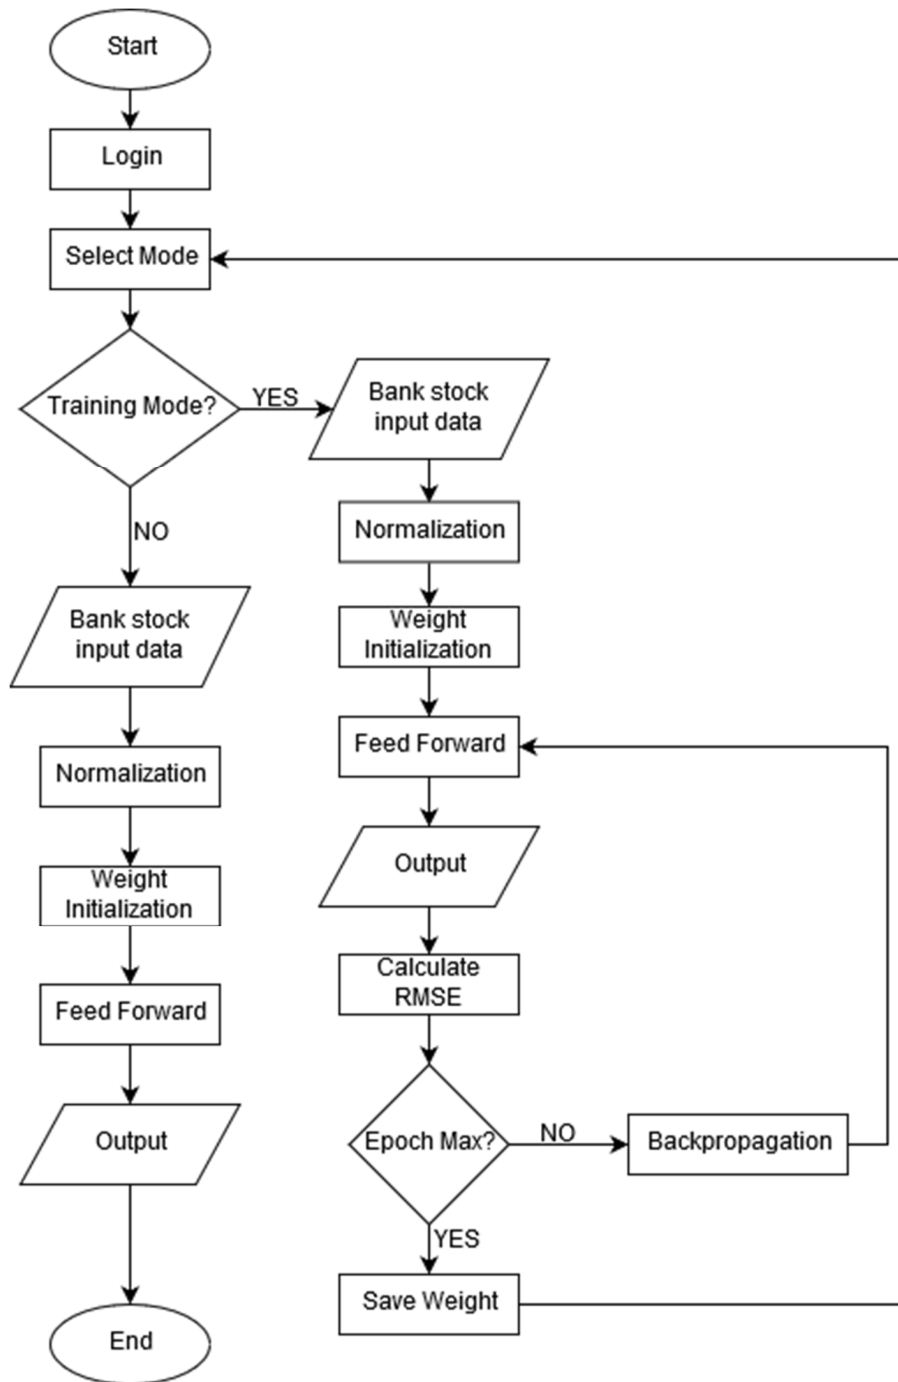 Start
Login
Select Mode
Training Mode?
YES
Bank stock
input data
Normalization
Weight
Initialization
Feed Forward
Output
Calculate
RMSE
Epoch Max?
NO
Backpropagation
YES
Save Weight
NO
Bank stock
input data
Normalization
Weight
Initialization
Feed Forward
Output
End